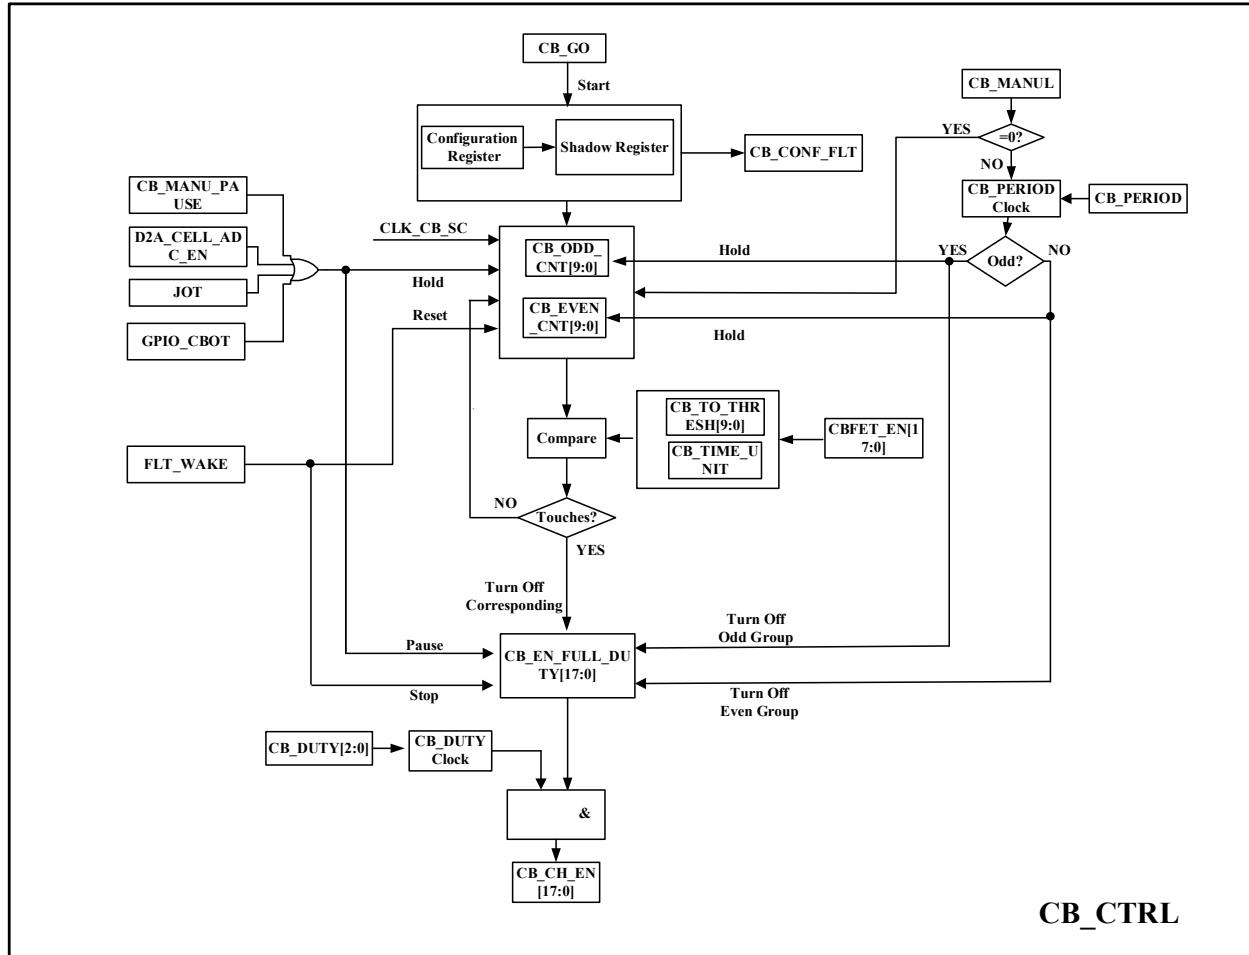 CB_GO
Start
CB_MANUL
YES
=0?
NO
Configuration
Register
Shadow Register
CB_CONF_FLT
CB_PERIOD
Clock
CB_PERIOD
CB_MANU_PA
USE
D2A_CELL_AD
C_EN
JOT
GPIO_CBOT
CLK_CB_SC
Hold
Reset
CB_ODD_
CNT[9:0]
CB_EVEN
_CNT[9:0]
Hold
YES
Odd?
NO
Hold
Compare
CB_TO_THR
ESH[9:0]
CB_TIME_U
NIT
CBFET_EN[1
7:0]
FLT_WAKE
NO
Touches?
YES
Turn Off
Corresponding
Pause
Stop
CB_EN_FULL_DU
TY[17:0]
Turn Off
Odd Group
Turn Off
Even Group
CB_DUTY[2:0]
CB_DUTY
Clock
&
CB_CH_EN
[17:0]
CB_CTRL